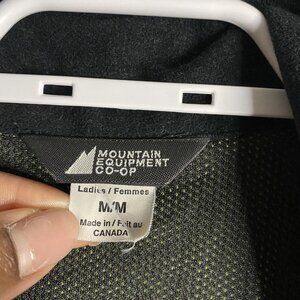 MOUNTAIN
EQUIPMENT
CO-OP
Ladies / Femmes
M/M
Made in / Fait au
CANADA